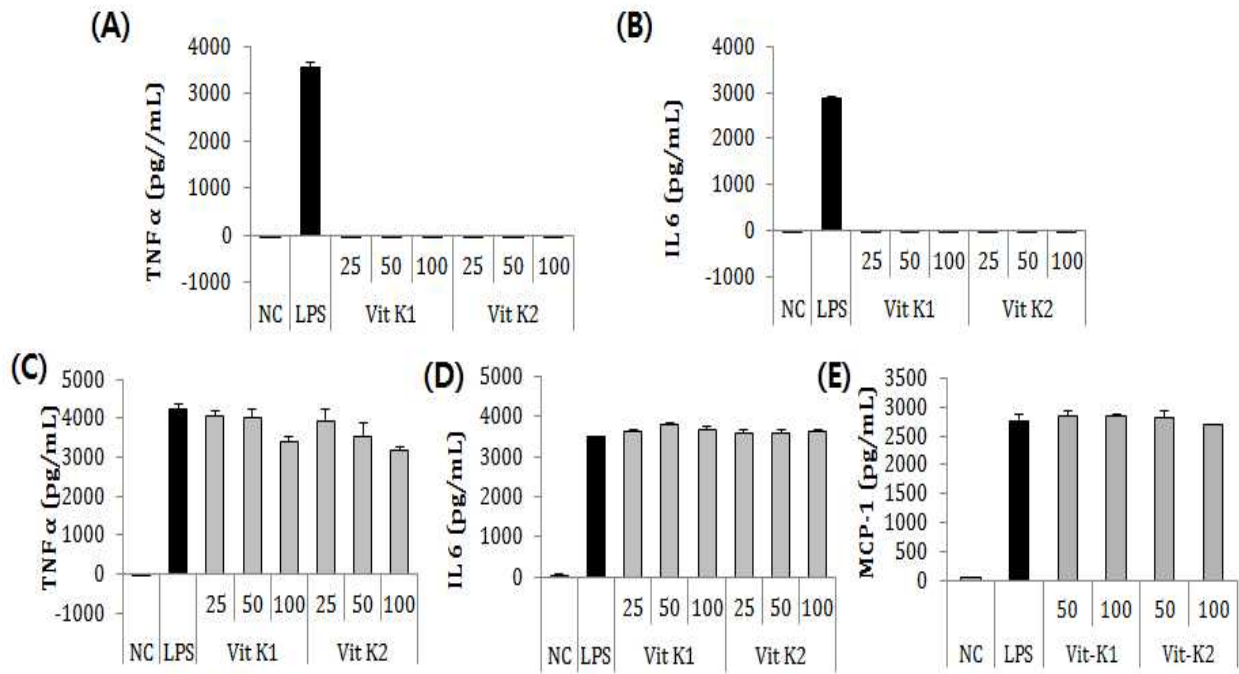 (A)
TNF α (pg//mL)
4000
3000
2000
1000
0
-1000
25 50 100 25 50 100
NC LPS Vit K1 Vit K2
(B)
IL 6 (pg/mL)
4000
3000
2000
1000
0
-1000
25 50 100 25 50 100
NC LPS Vit K1 Vit K2
(C)
TNF α (pg/mL)
5000
4000
3000
2000
1000
0
-1000
25 50 100 25 50 100
NC LPS Vit K1 Vit K2
(D)
IL 6 (pg/mL)
5000
4000
3000
2000
1000
0
25 50 100 25 50 100
NC LPS Vit K1 Vit K2
(E)
MCP-1 (pg/mL)
3500
3000
2500
2000
1500
1000
500
0
50 100 50 100
NC LPS Vit-K1 Vit-K2